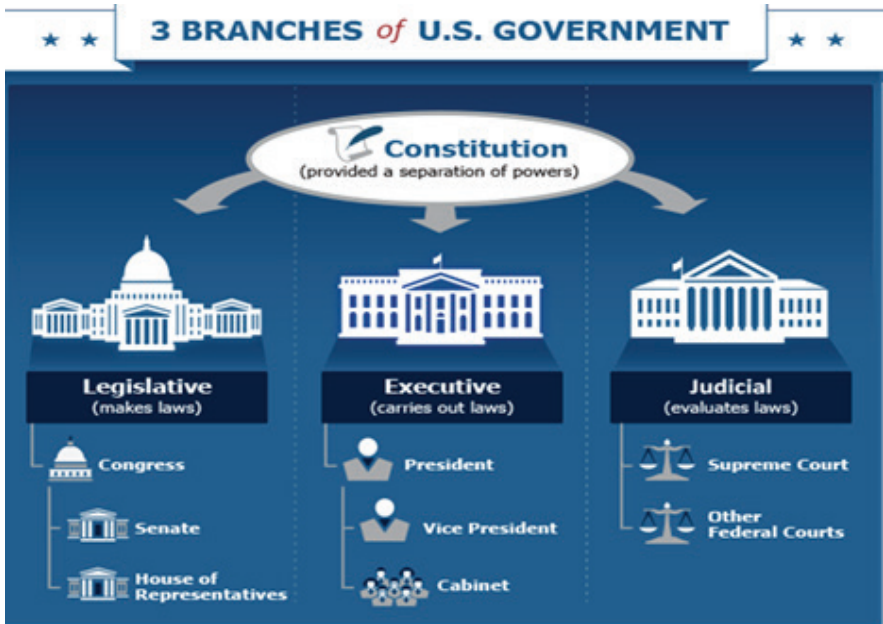 3 BRANCHES of U.S. GOVERNMENT
Constitution
(provided a separation of powers)
Legislative
(makes laws)
Congress
Senate
House of
Representatives
Executive
(carries out laws)
President
Vice President
Cabinet
Judicial
(evaluates laws)
Supreme Court
Other
Federal Courts